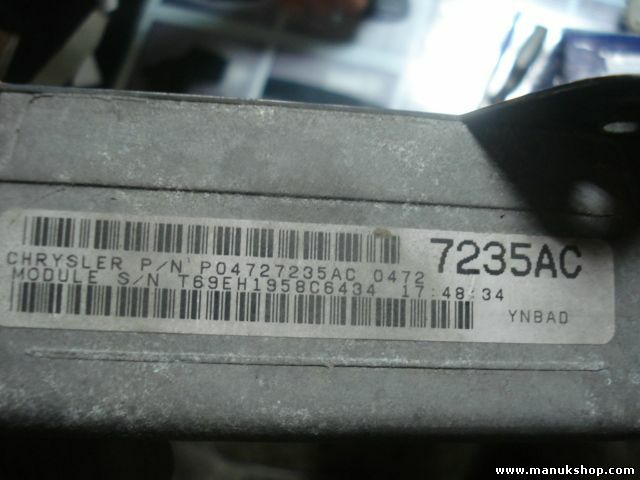 CHRYSLER P/N P04727235AC 0472 7235AC
MODULE S/N T69EH1958C6434 17:48:34 YNBAD
www.manukshop.com